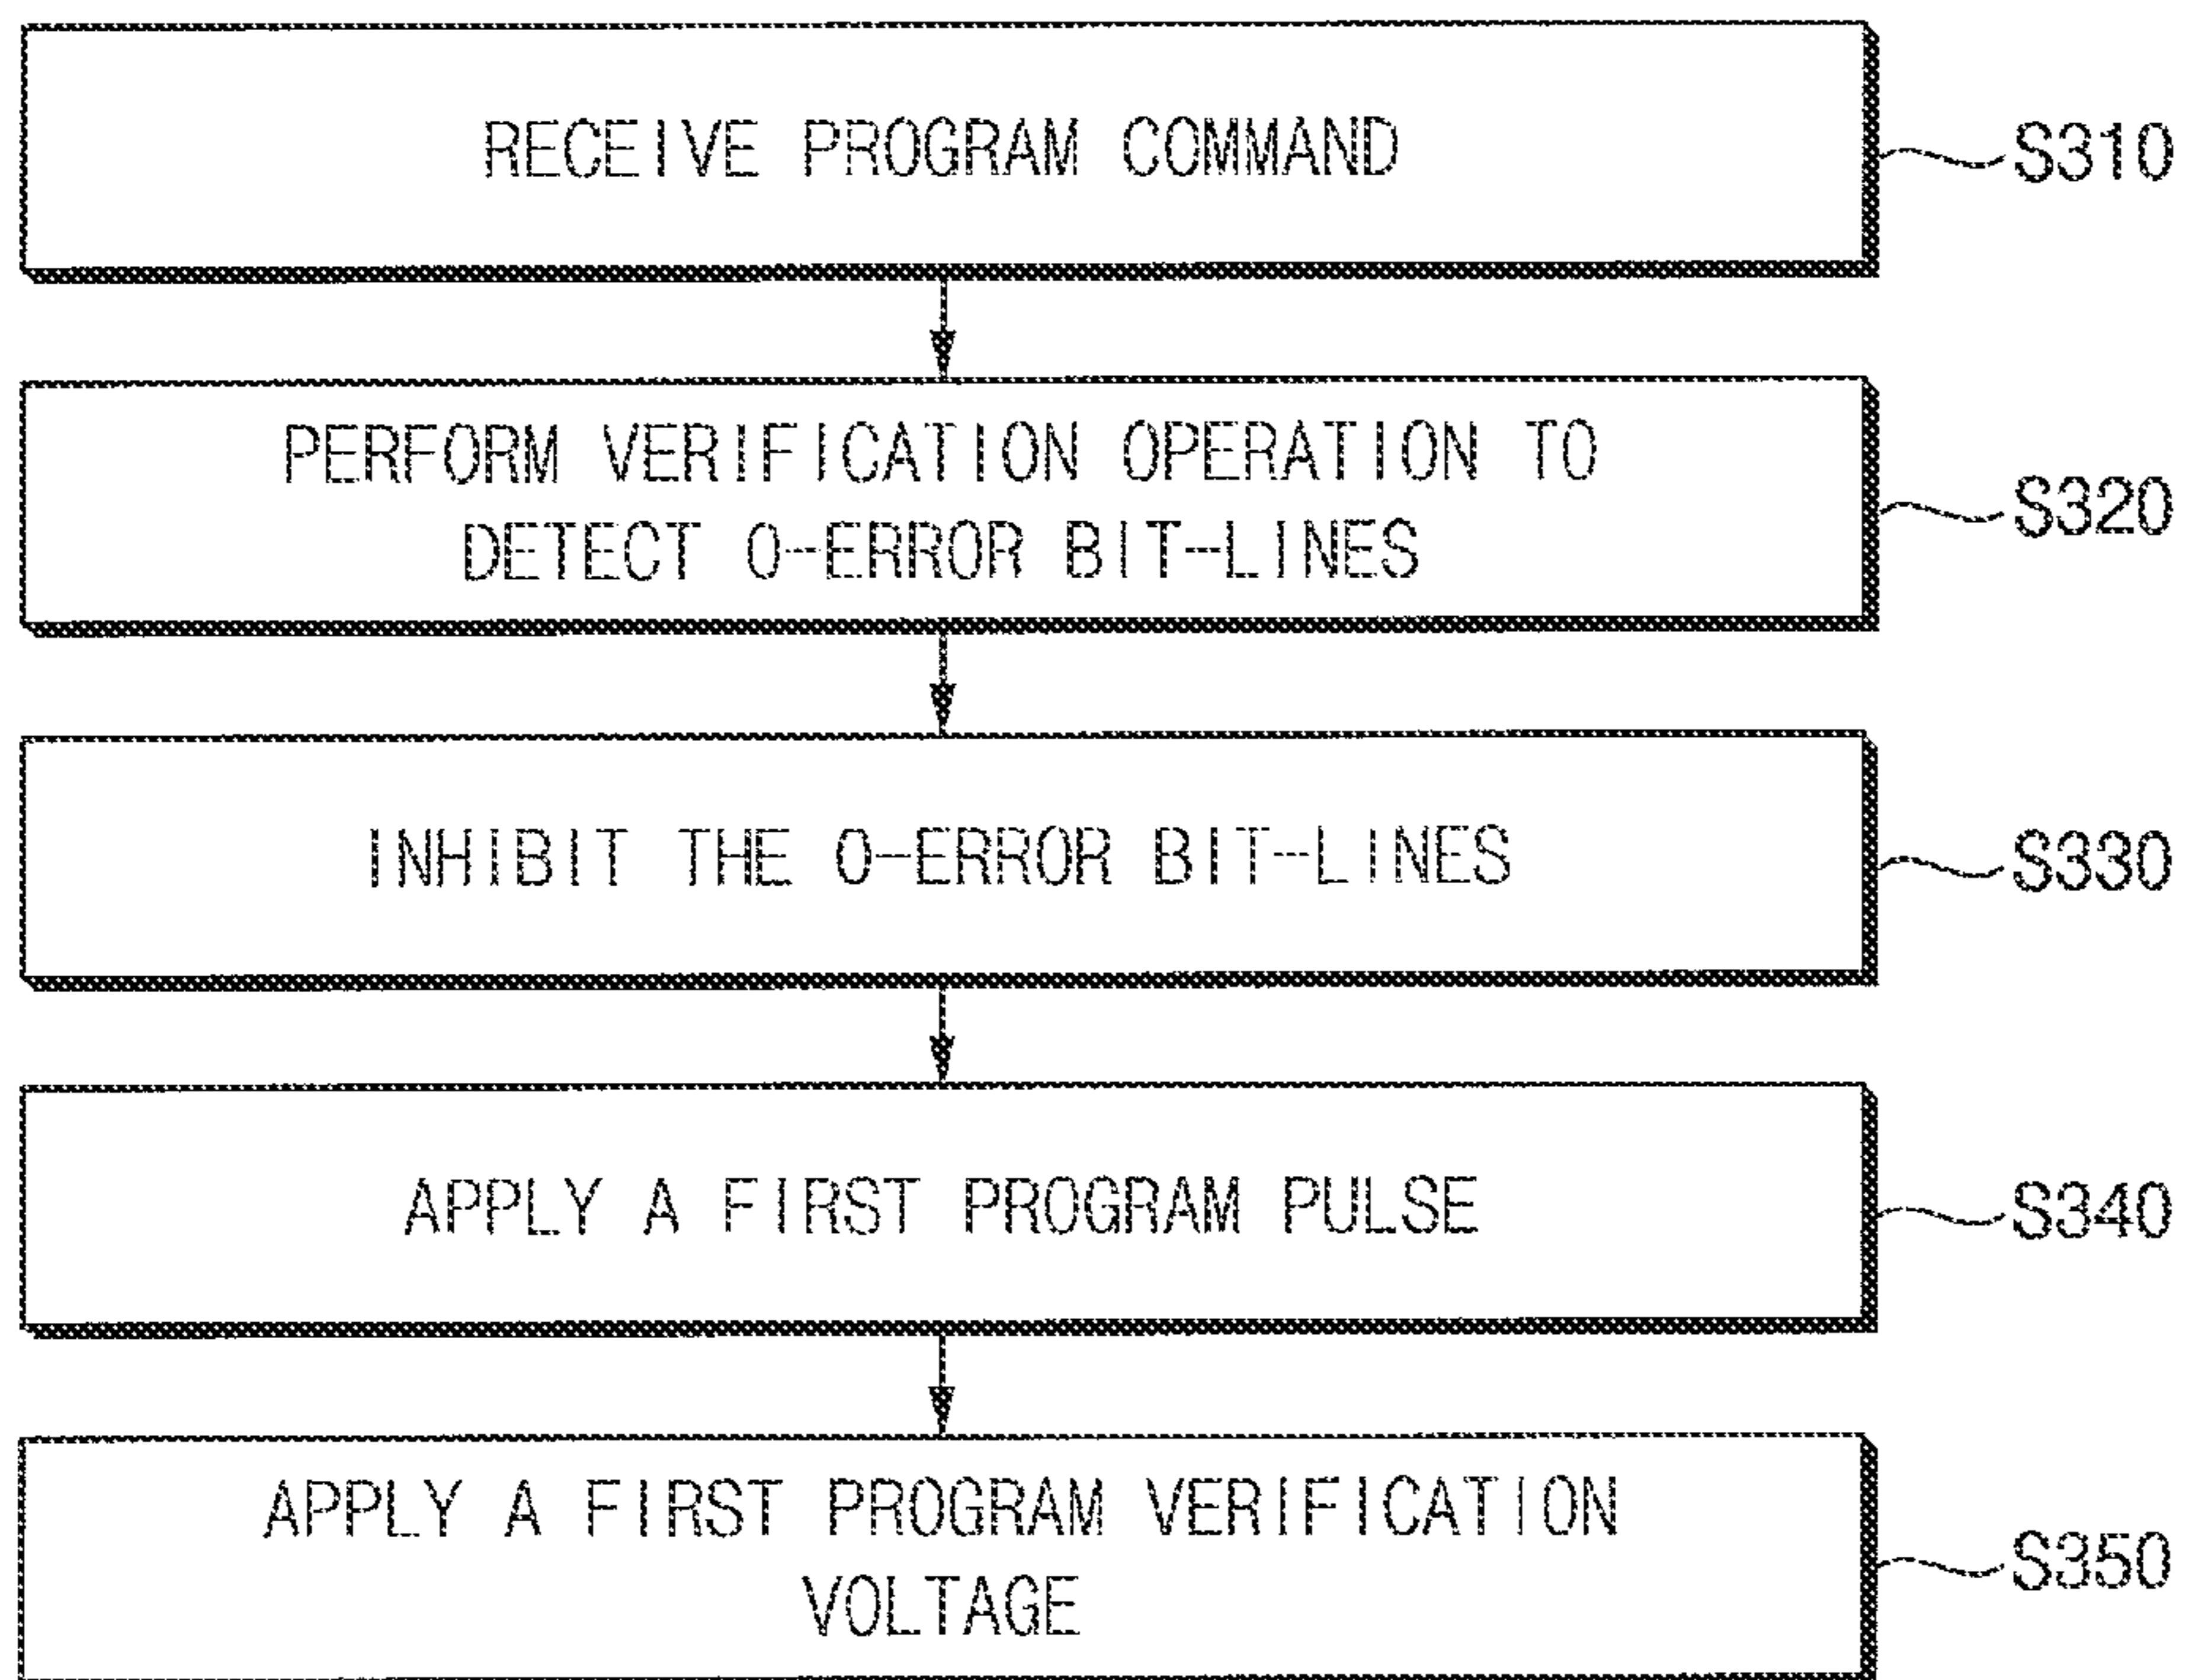 RECEIVE PROGRAM COMMAND
S310
PERFORM VERIFICATION OPERATION TO
DETECT 0-ERROR BIT-LINES
S320
INHIBIT THE 0-ERROR BIT-LINES
S330
APPLY A FIRST PROGRAM PULSE
S340
APPLY A FIRST PROGRAM VERIFICATION
VOLTAGE
S350